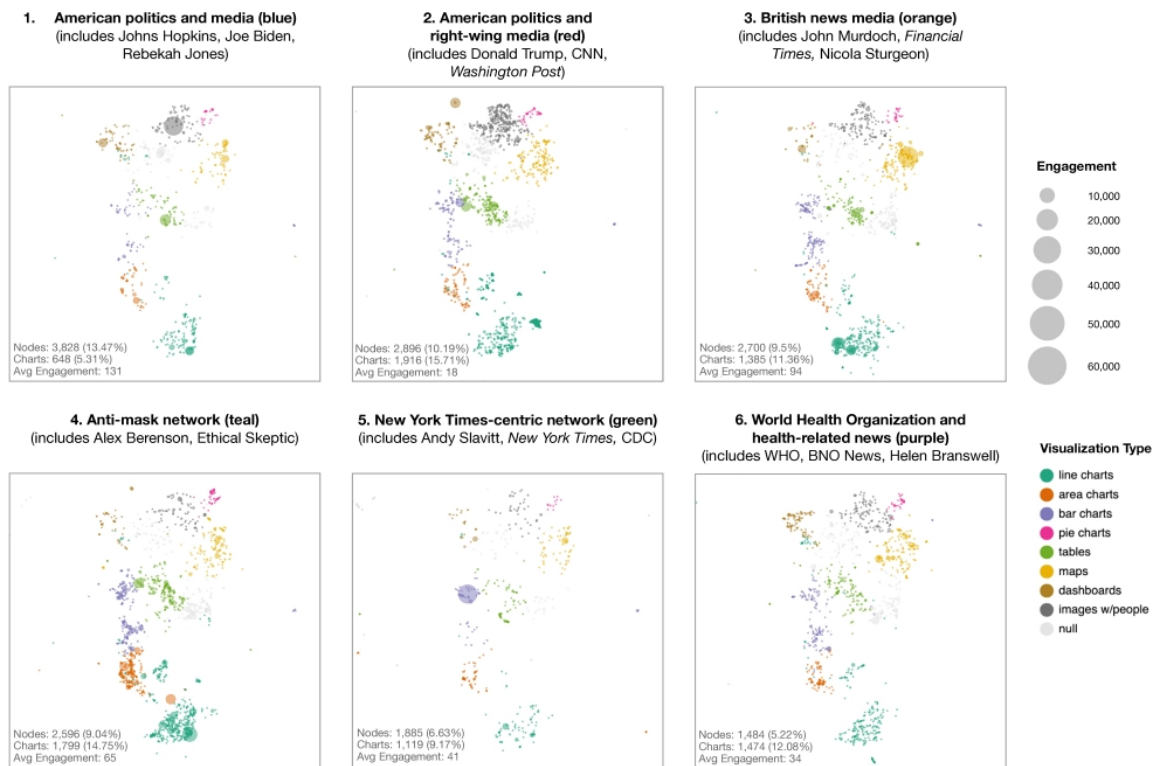 1. American politics and media (blue)
(includes Johns Hopkins, Joe Biden,
Rebekah Jones)
Nodes: 3,828 (13.47%)
Charts: 648 (5.31%)
Avg Engagement: 131
2. American politics and
right-wing media (red)
(includes Donald Trump, CNN,
Washington Post)
Nodes: 2,896 (10.19%)
Charts: 1,916 (15.71%)
Avg Engagement: 18
3. British news media (orange)
(includes John Murdoch, Financial
Times, Nicola Sturgeon)
Nodes: 2,700 (9.5%)
Charts: 1,385 (11.36%)
Avg Engagement: 94
Engagement
10,000
20,000
30,000
40,000
50,000
60,000
4. Anti-mask network (teal)
(includes Alex Berenson, Ethical Skeptic)
Nodes: 2,596 (9.04%)
Charts: 1,799 (14.75%)
Avg Engagement: 65
5. New York Times-centric network (green)
(includes Andy Slavitt, New York Times, CDC)
Nodes: 1,885 (6.63%)
Charts: 1,119 (9.17%)
Avg Engagement: 41
6. World Health Organization and
health-related news (purple)
(includes WHO, BNO News, Helen Branswell)
Nodes: 1,484 (5.22%)
Charts: 1,474 (12.08%)
Avg Engagement: 34
Visualization Type
line charts
area charts
bar charts
pie charts
tables
maps
dashboards
images w/people
null